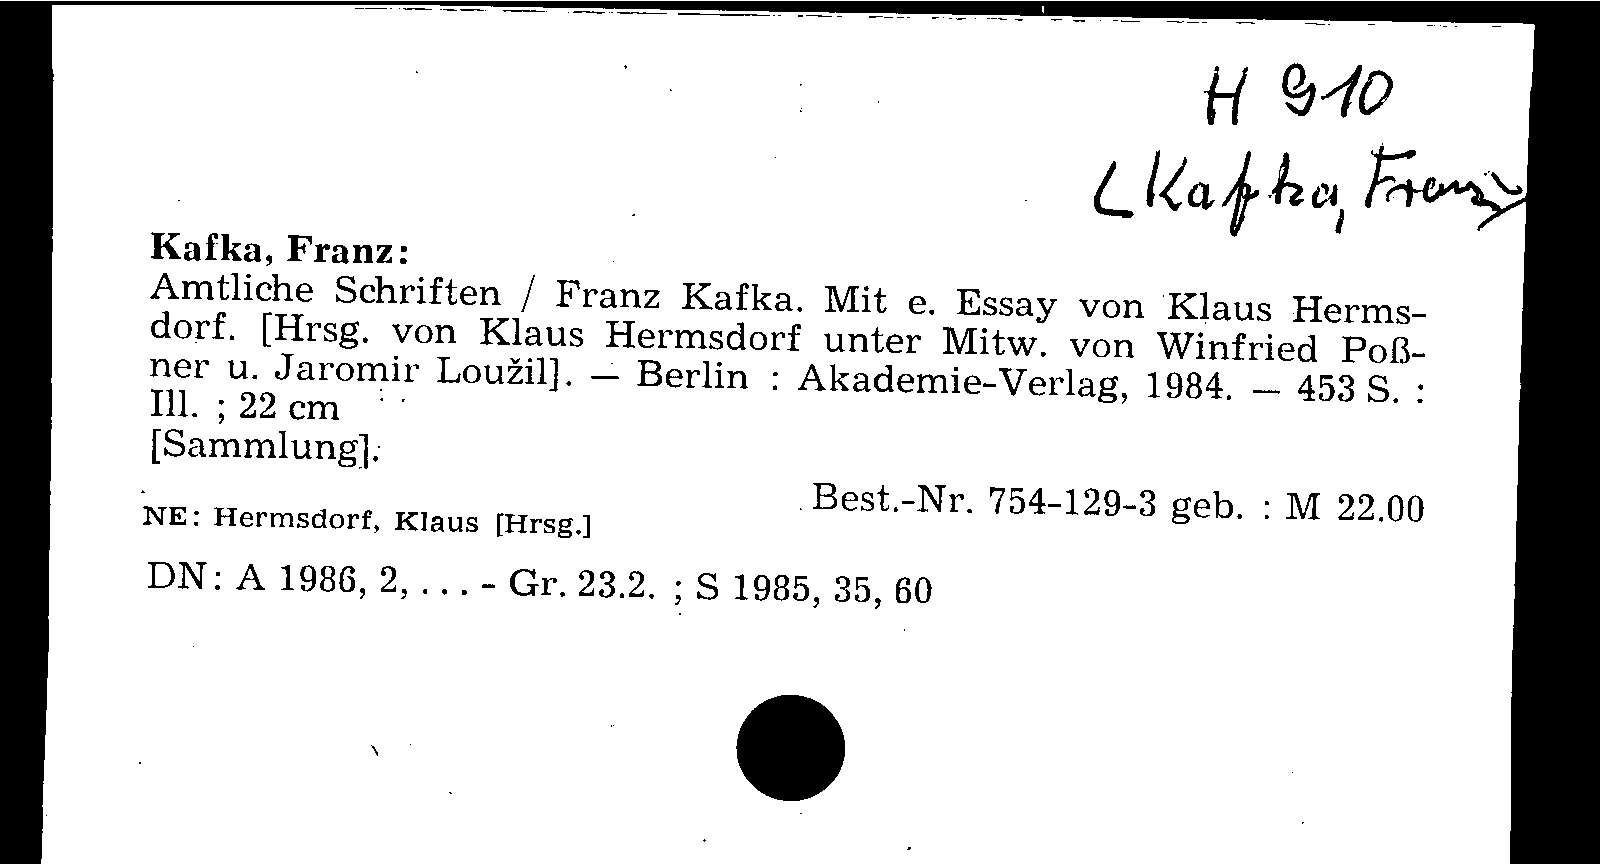 H 910
< Kafka, Franz >
Kafka, Franz:
Amtliche Schriften / Franz Kafka. Mit e. Essay von Klaus Herms-
dorf. [Hrsg. von Klaus Hermsdorf unter Mitw. von Winfried Poß-
ner u. Jaromir Loužil]. — Berlin : Akademie-Verlag, 1984. — 453 S. :
Ill. ; 22 cm
[Sammlung].
Best.-Nr. 754-129-3 geb. : M 22.00
NE: Hermsdorf, Klaus [Hrsg.]
DN: A 1986, 2, . . . - Gr. 23.2. ; S 1985, 35, 60